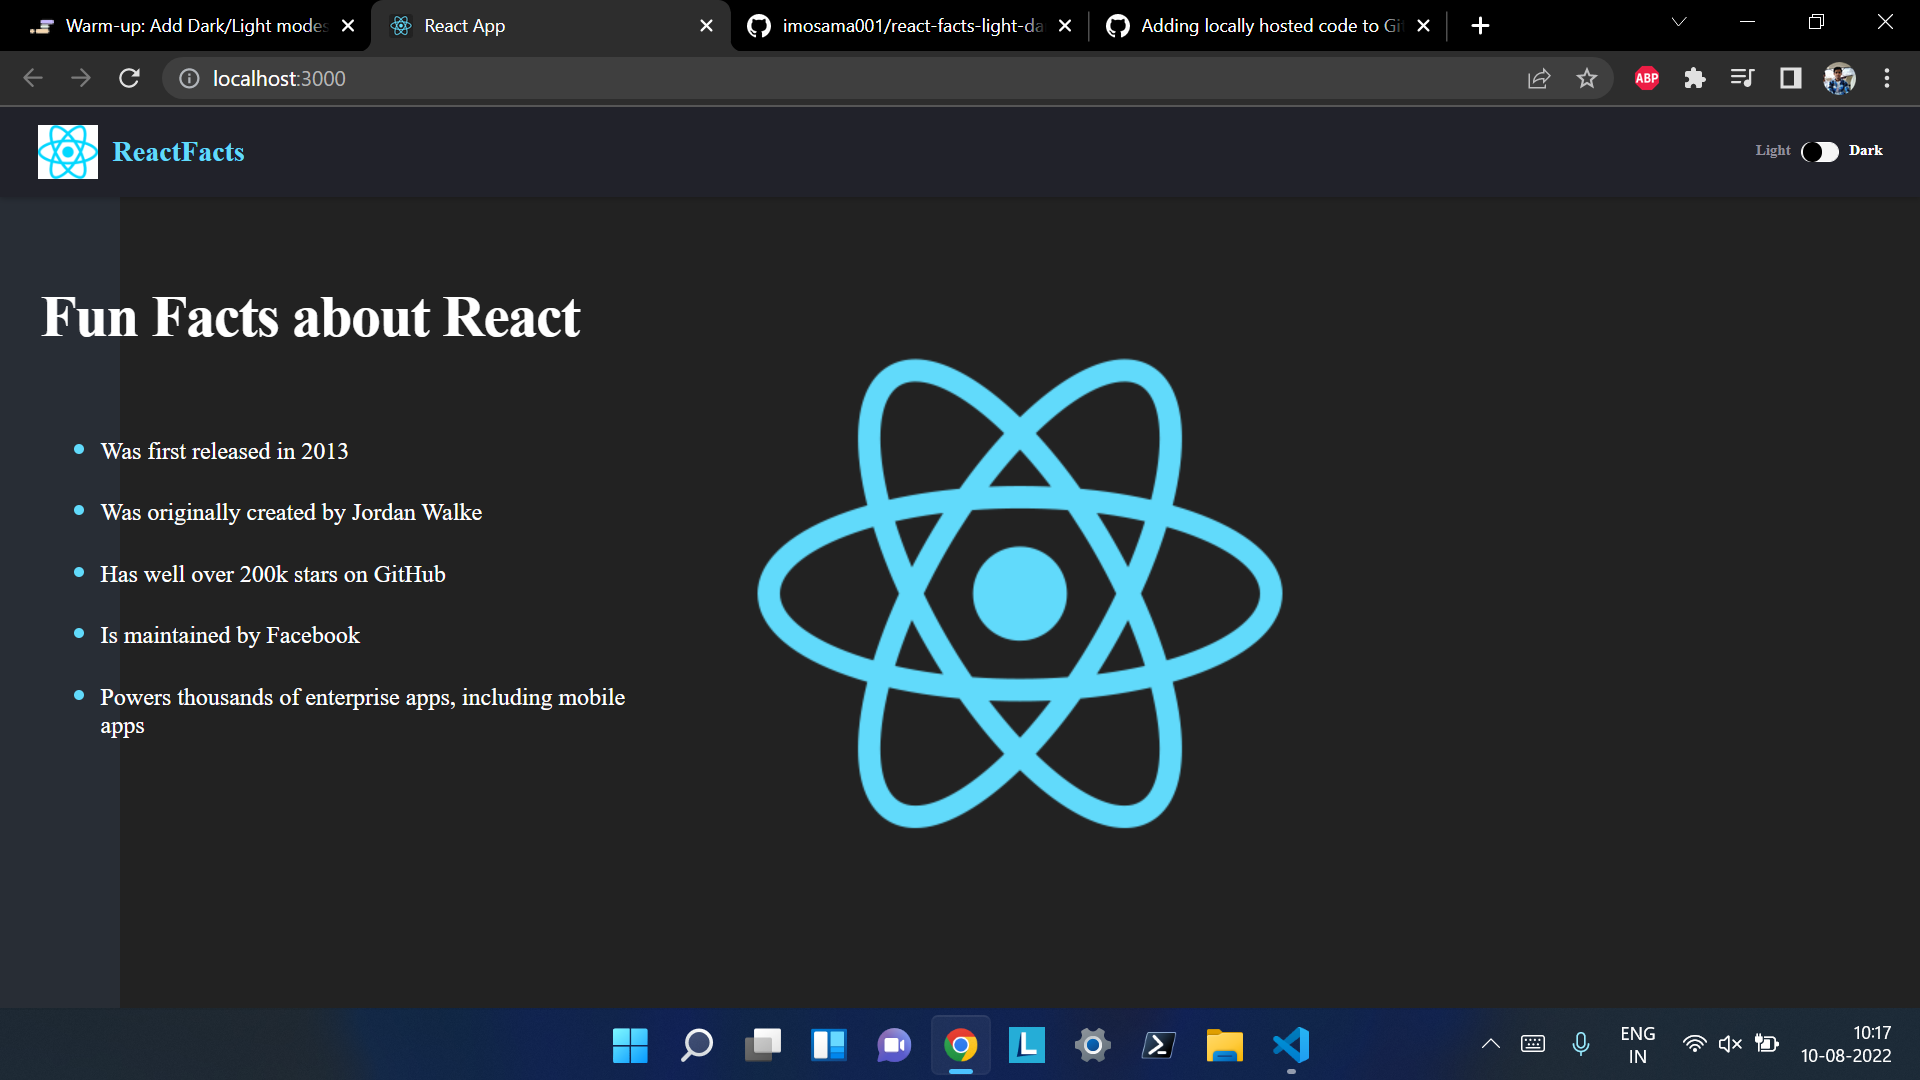 Warm-up: Add Dark/Light modes
React App
imosama001/react-facts-light-da
Adding locally hosted code to Git
localhost:3000
ABP
ReactFacts
Light
Dark
Fun Facts about React
Was first released in 2013
Was originally created by Jordan Walke
Has well over 200k stars on GitHub
Is maintained by Facebook
Powers thousands of enterprise apps, including mobile
apps
L
ENG
IN
10:17
10-08-2022